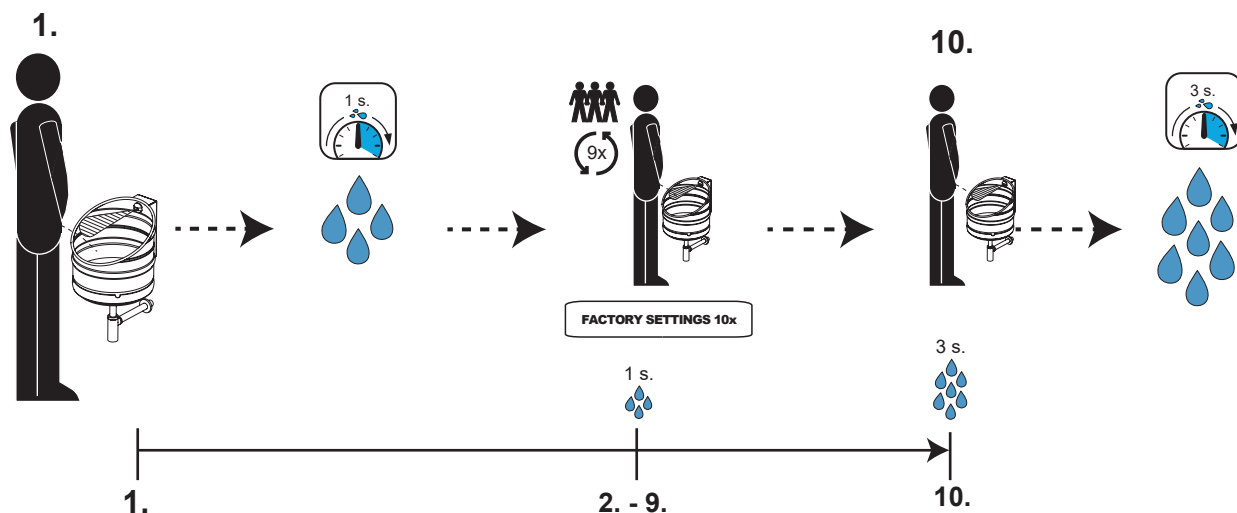 1.
10.
1 s.
3 s.
9x
FACTORY SETTINGS 10x
1 s.
3 s.
1.
2. - 9.
10.